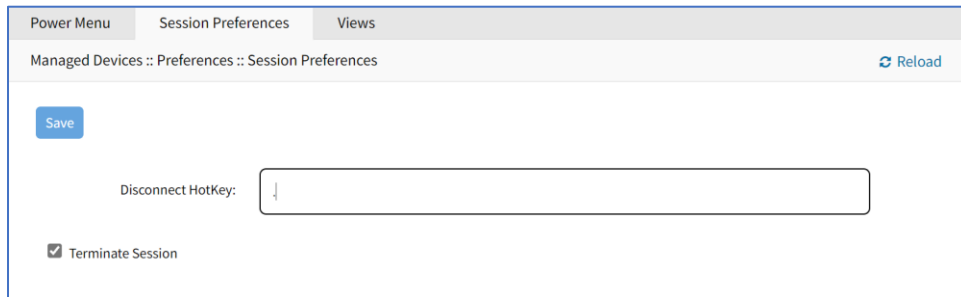 Power Menu Session Preferences Views
Managed Devices :: Preferences :: Session Preferences Reload
Save
Disconnect HotKey: .
Terminate Session